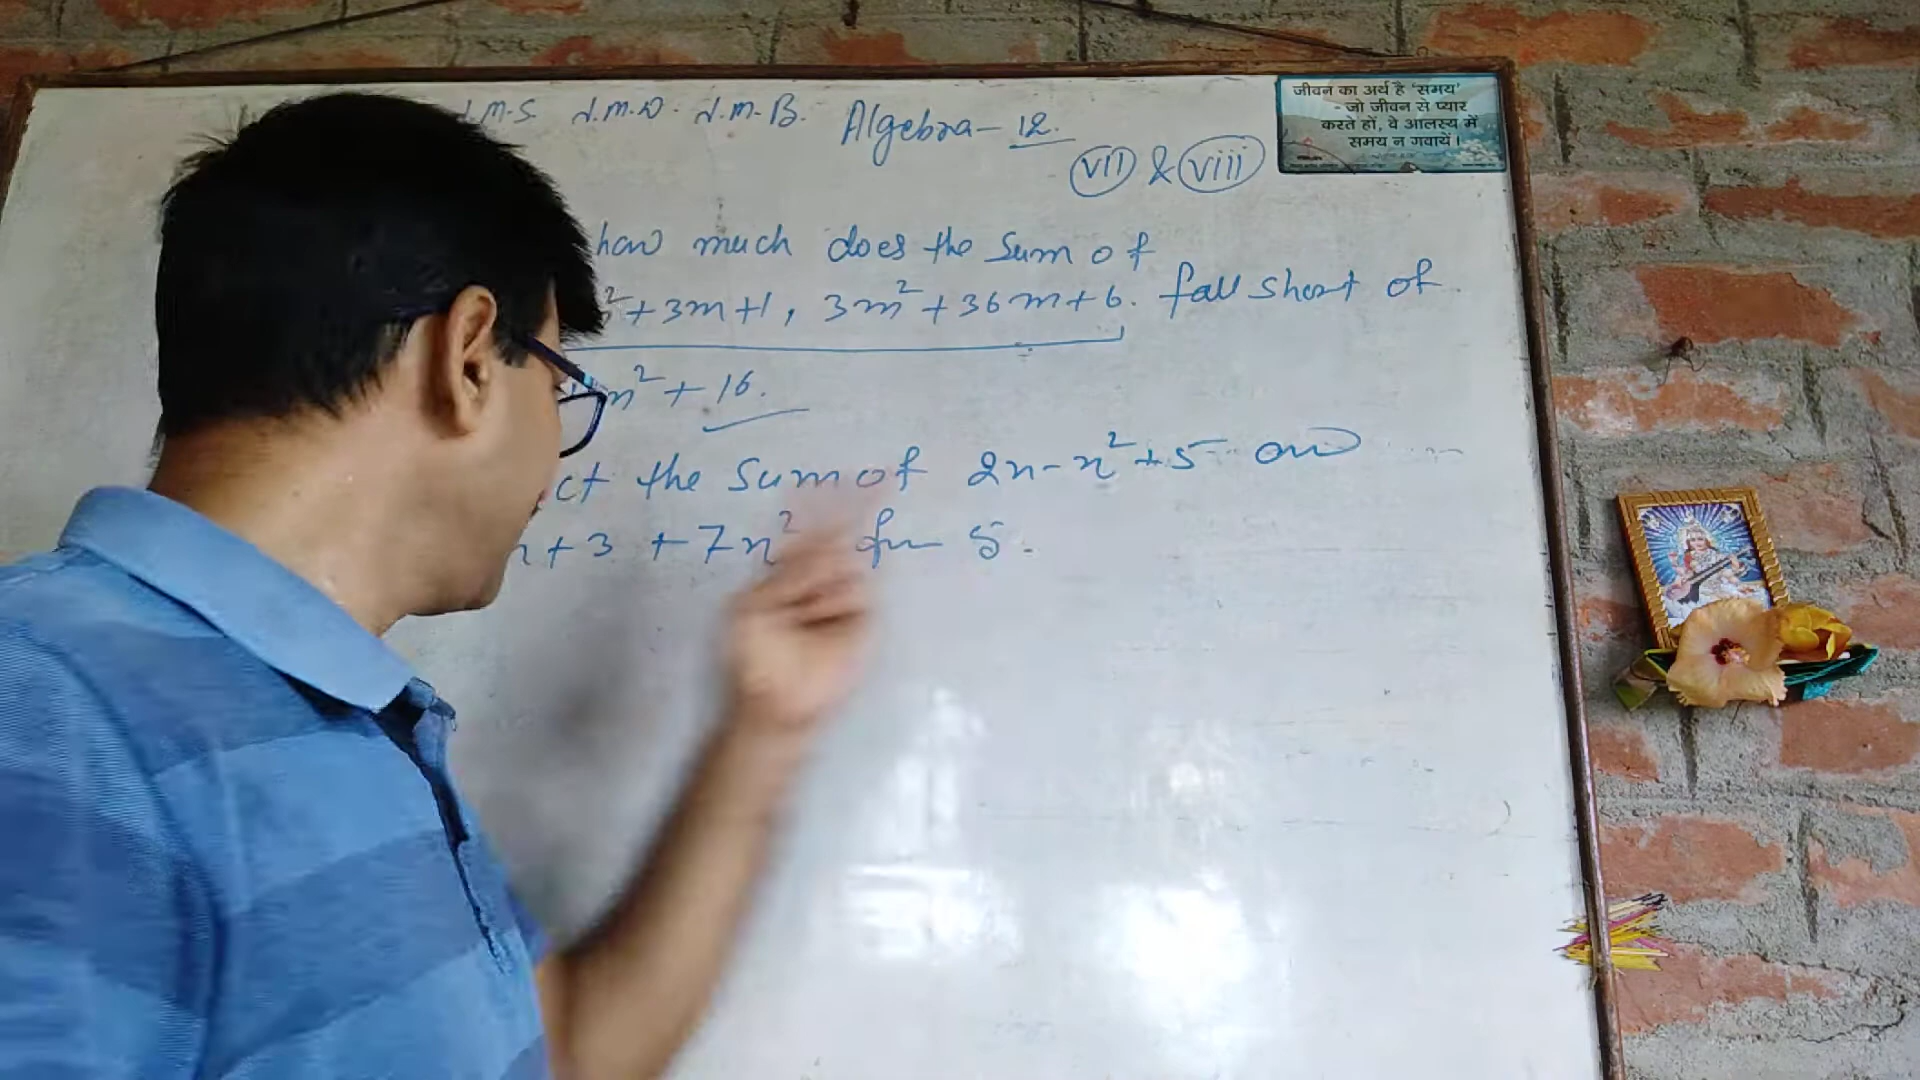 J.M.S. J.M.D. J.M.B. Algebra - 12.
VII & VIII
जीवन का अर्थ है 'समय'
- जो जीवन से प्यार
करते हों, वे आलस्य में
समय न गवायें।
how much does the sum of
² + 3m + 1, 3m² + 36m + 6. fall short of
m² + 16.
ct the sum of 2x - x² + 5 and
x + 3 + 7x² from 5.